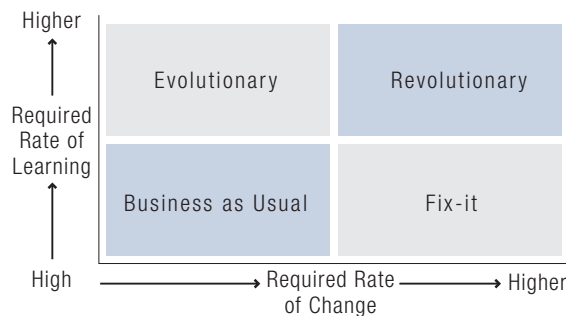 Higher
Evolutionary
Revolutionary
Required
Rate of
Learning
Business as Usual
Fix-it
High
Required Rate
of Change
Higher